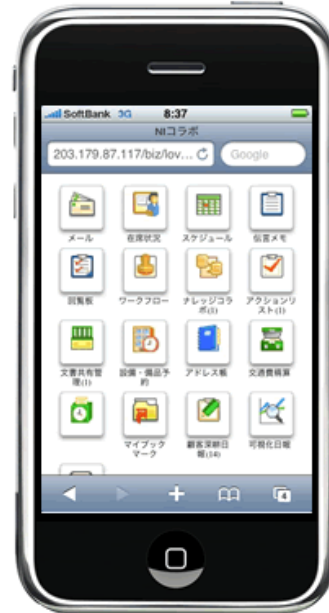 SoftBank 3G 8:37
NIコラボ
203.179.87.117/biz/lov... Google
メール 在席状況 スケジュール 伝言メモ
回覧板 ワークフロー ナレッジコラ アクションリ
ボ(1) スト(1)
文書共有管 設備・備品予 アドレス帳 交通費精算
理(1) 約
マイブック 顧客深耕日 可視化日報
マーク 報(14)
4